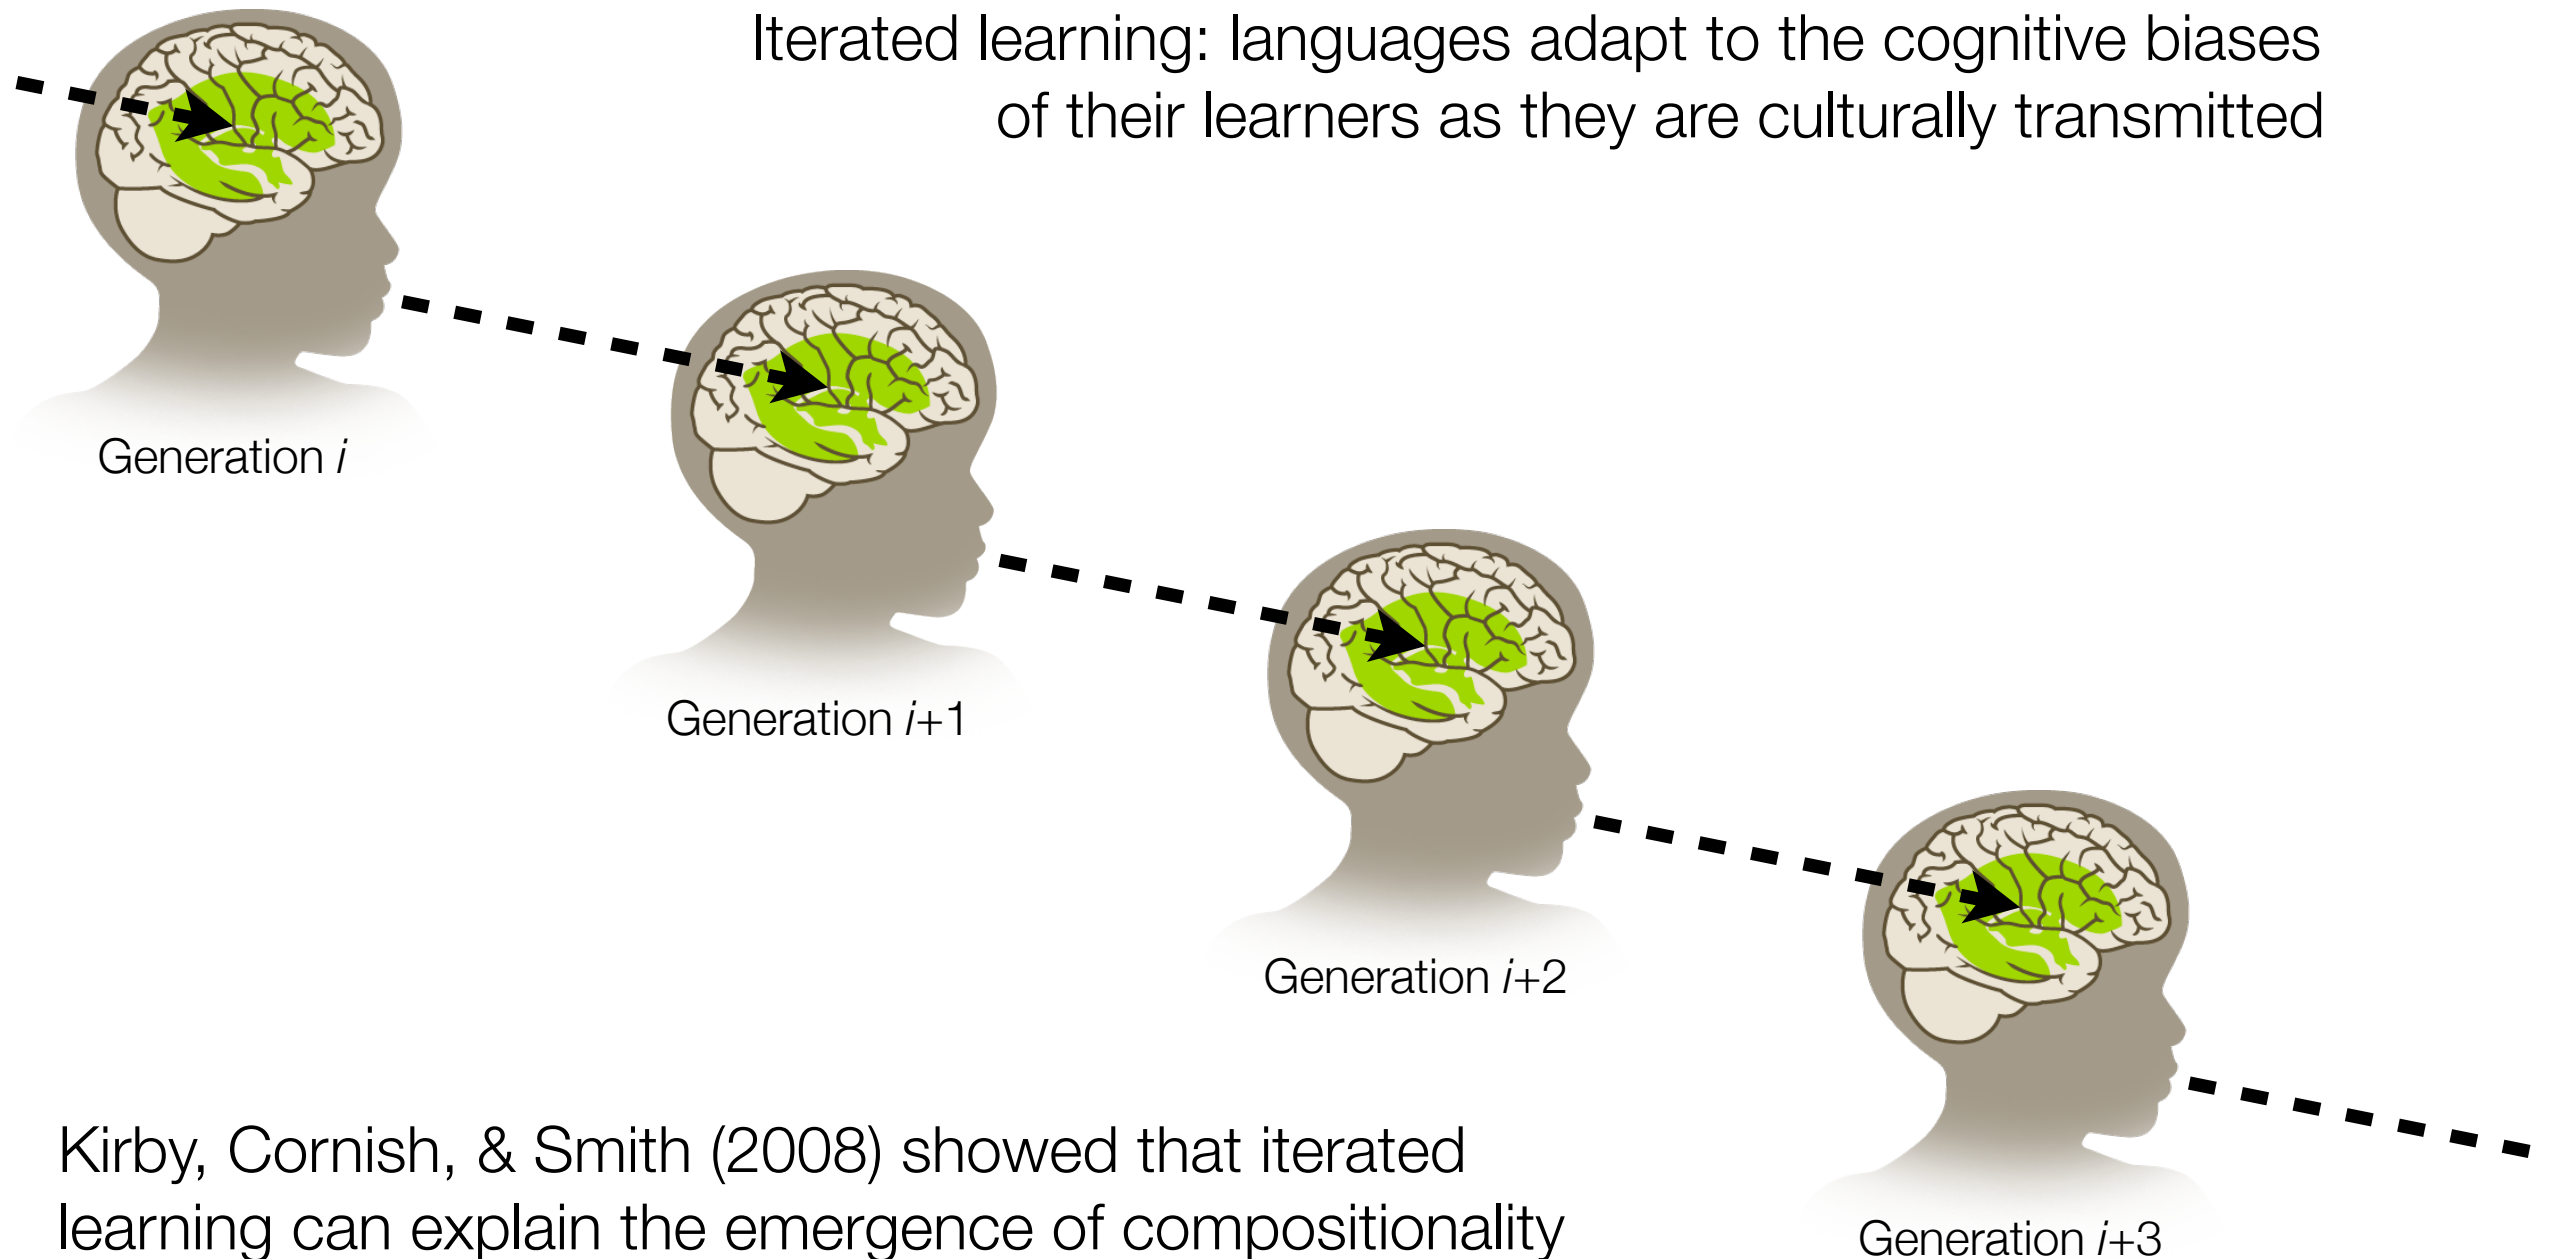 Iterated learning: languages adapt to the cognitive biases
of their learners as they are culturally transmitted
Generation i
Generation i+1
Generation i+2
Generation i+3
Kirby, Cornish, & Smith (2008) showed that iterated
learning can explain the emergence of compositionality